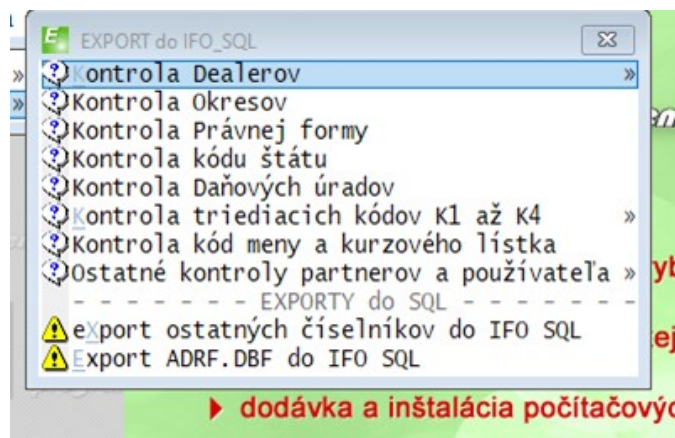 EXPORT do IFO_SQL
Kontrola Dealerov »
Kontrola Okresov
Kontrola Právnej formy
Kontrola kódu štátu
Kontrola Daňových úradov
Kontrola triediacich kódov K1 až K4 »
Kontrola kód meny a kurzového lístka
Ostatné kontroly partnerov a používateľa »
- - - - - - - EXPORTY do SQL - - - - - - -
eXport ostatných číselníkov do IFO SQL
Export ADRF.DBF do IFO SQL
dodávka a inštalácia